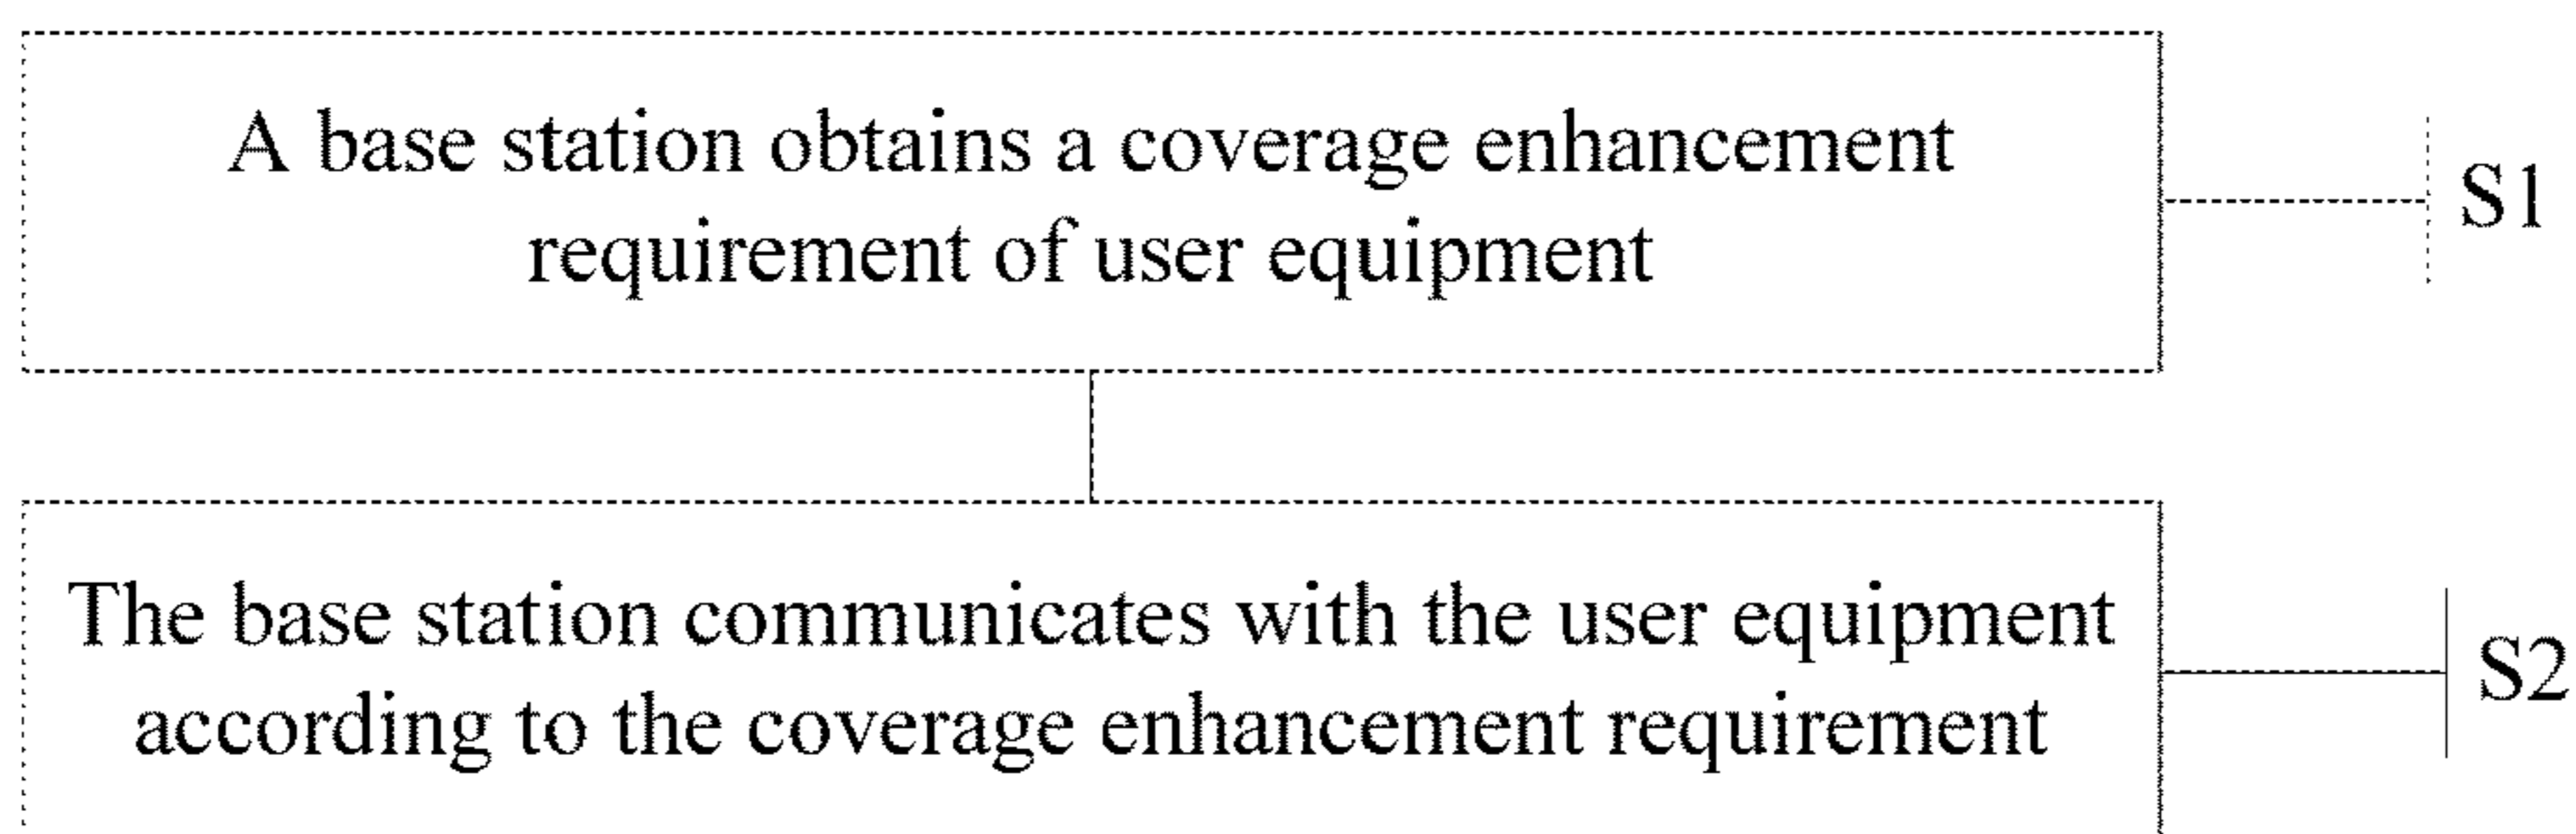 A base station obtains a coverage enhancement
requirement of user equipment
S1
The base station communicates with the user equipment
according to the coverage enhancement requirement
S2